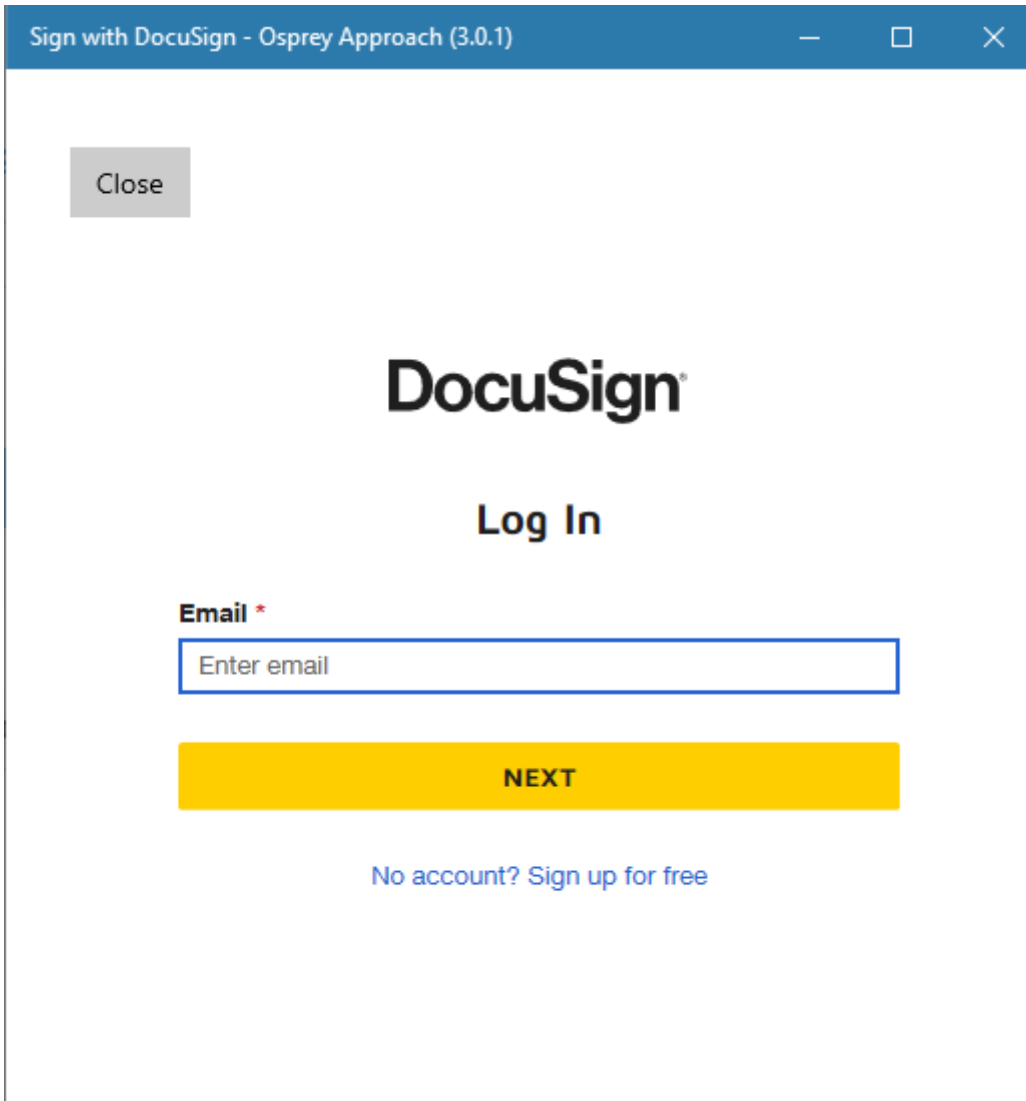 Sign with DocuSign - Osprey Approach (3.0.1)
Close
DocuSign®
Log In
Email *
Enter email
NEXT
No account? Sign up for free